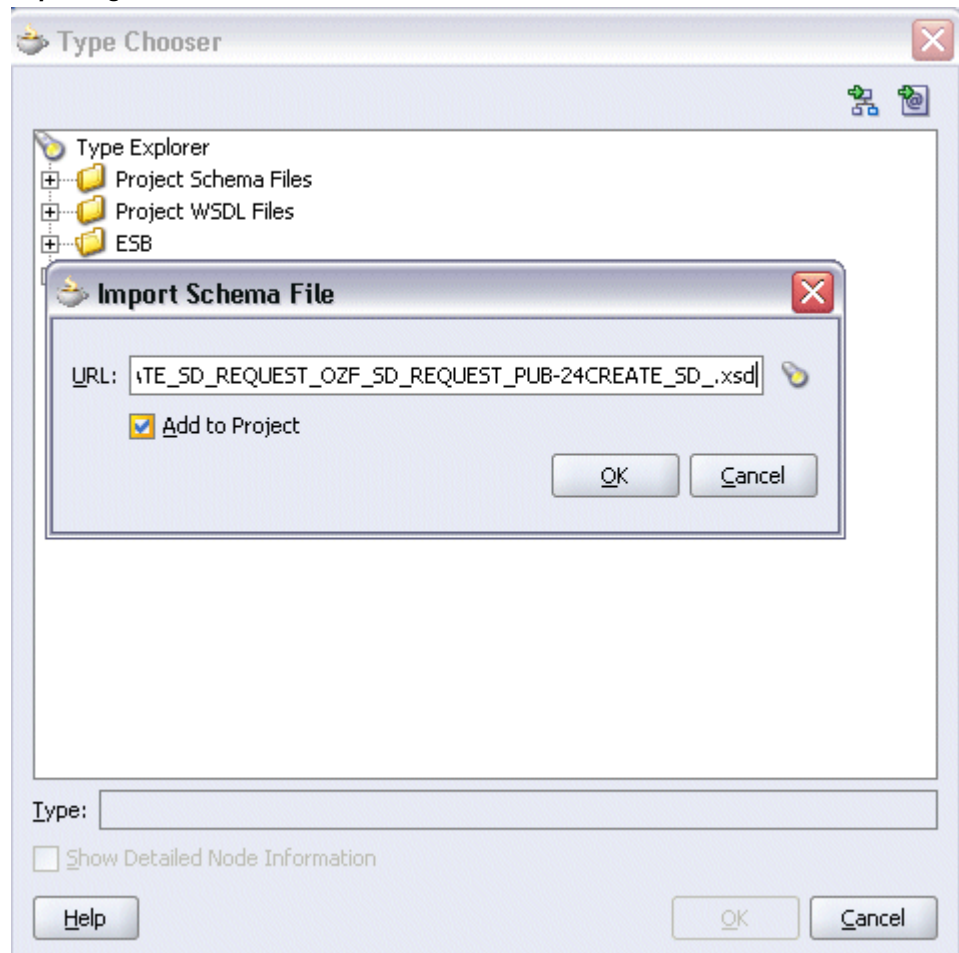 Type Chooser
Type Explorer
Project Schema Files
Project WSDL Files
ESB
Import Schema File
URL: ATE_SD_REQUEST_OZF_SD_REQUEST_PUB-24CREATE_SD_.xsd
Add to Project
OK Cancel
Type:
Show Detailed Node Information
Help OK Cancel